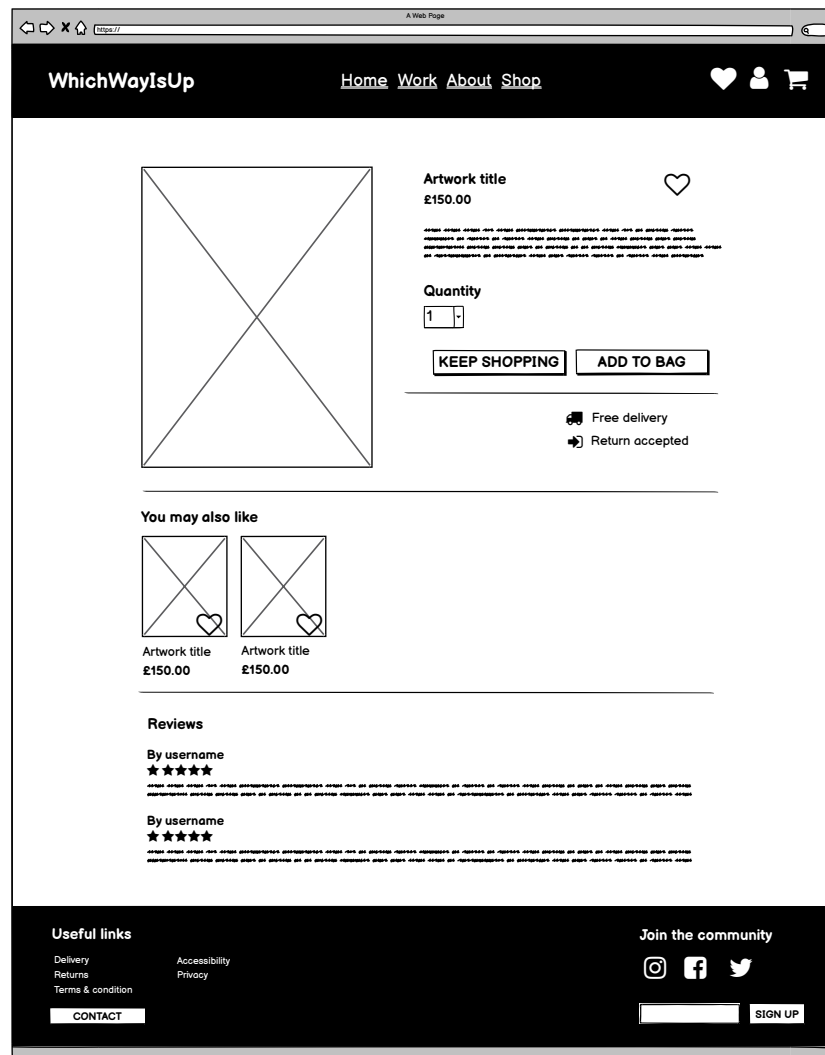 A Web Page
https://
WhichWayIsUp
Home Work About Shop
Artwork title
£150.00
Quantity
1
KEEP SHOPPING
ADD TO BAG
Free delivery
Return accepted
You may also like
Artwork title
£150.00
Artwork title
£150.00
Reviews
By username
By username
Useful links
Delivery
Returns
Terms & condition
Accessibility
Privacy
CONTACT
Join the community
SIGN UP